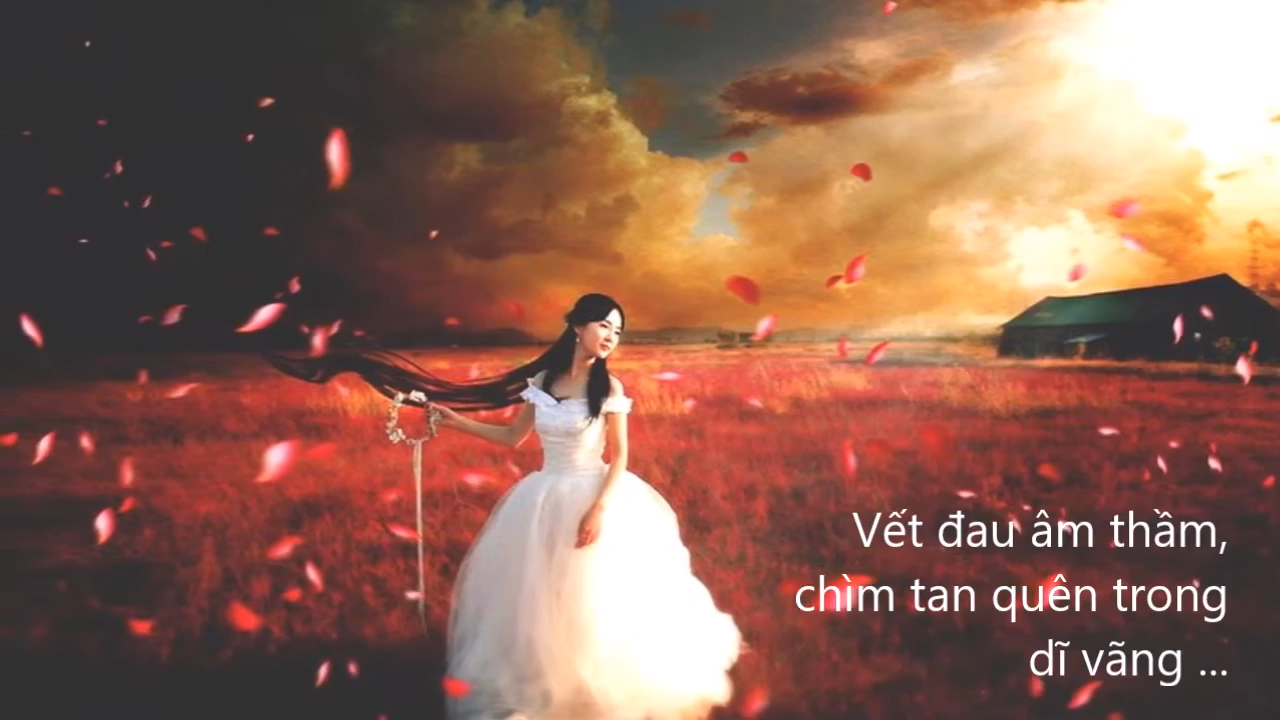 Vết đau âm thầm,
chìm tan quên trong
dĩ vãng ...